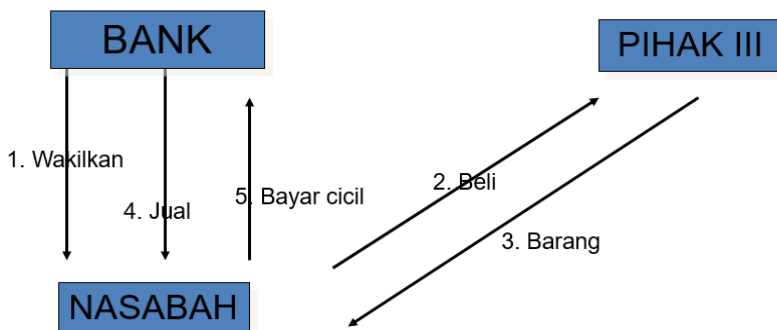 BANK
PIHAK III
1. Wakilkan
4. Jual
5. Bayar cicil
2. Beli
3. Barang
NASABAH